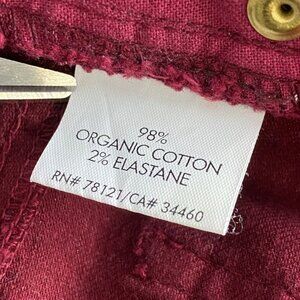 98%
ORGANIC COTTON
2% ELASTANE
RN# 78121/CA# 34460